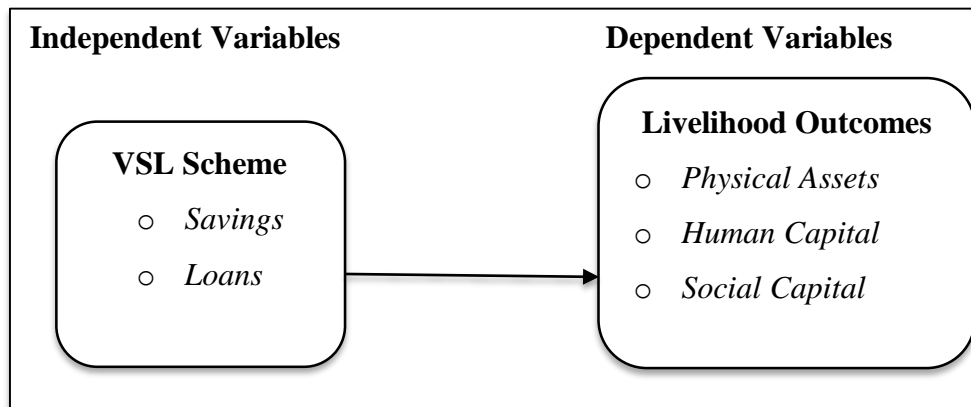 Independent Variables
Dependent Variables
VSL Scheme
o Savings
o Loans
Livelihood Outcomes
o Physical Assets
o Human Capital
o Social Capital